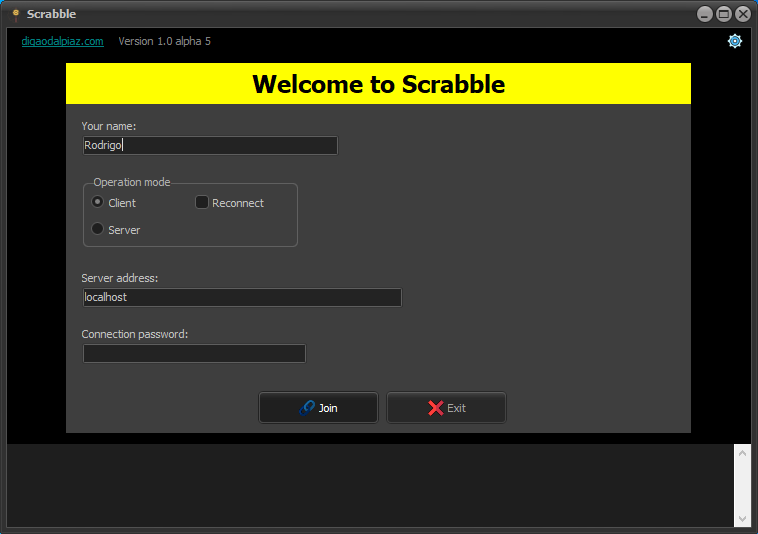 Scrabble
digaodalpiaz.com Version 1.0 alpha 5
Welcome to Scrabble
Your name:
Rodrigo
Operation mode
Client Reconnect
Server
Server address:
localhost
Connection password:
Join Exit